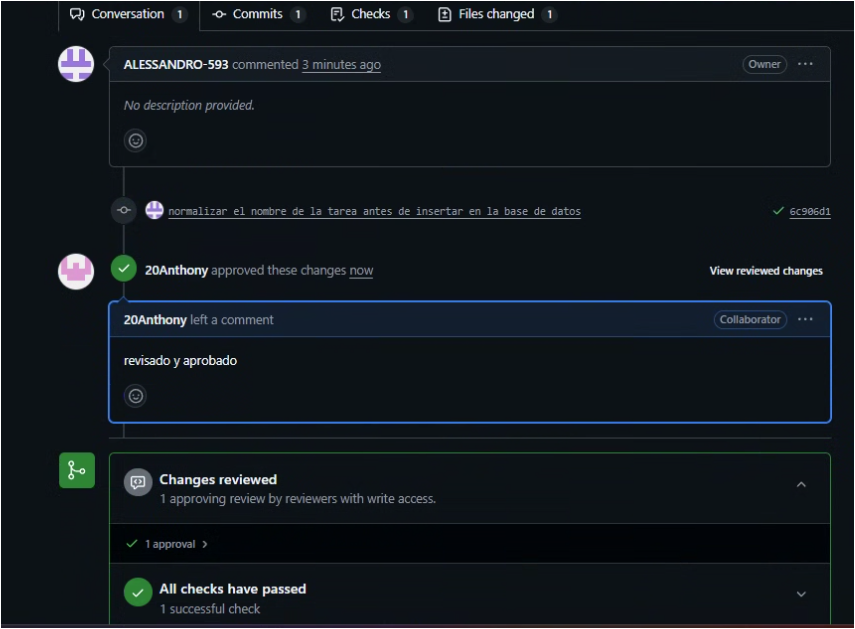 Conversation 1 Commits 1 Checks 1 Files changed 1
ALESSANDRO-593 commented 3 minutes ago Owner ...
No description provided.
normalizar el nombre de la tarea antes de insertar en la base de datos 6c906d1
20Anthony approved these changes now View reviewed changes
20Anthony left a comment Collaborator ...
revisado y aprobado
Changes reviewed
1 approving review by reviewers with write access.
1 approval
All checks have passed
1 successful check